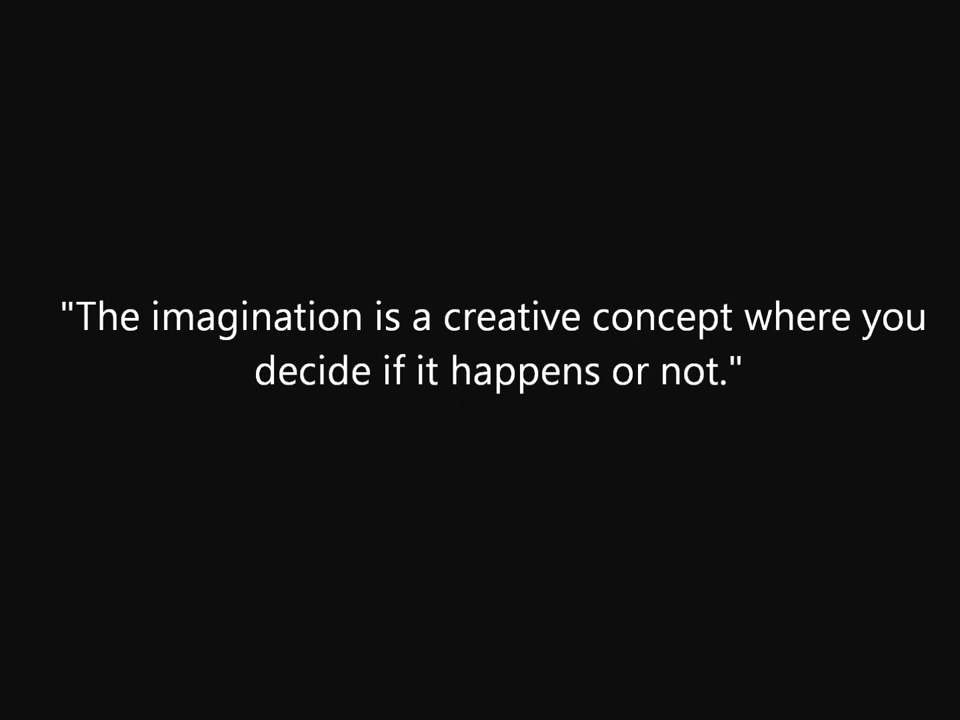 "The imagination is a creative concept where you
decide if it happens or not."